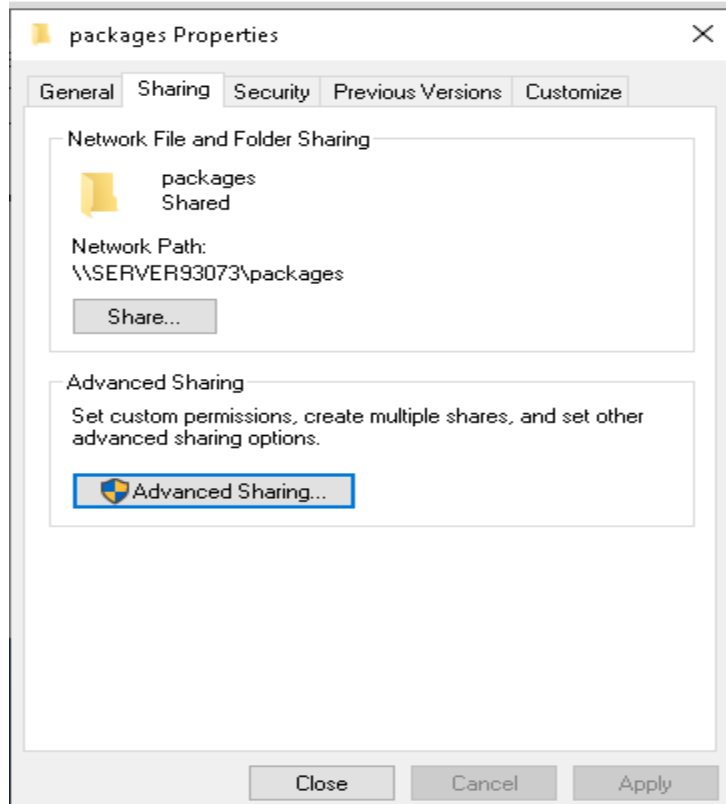 packages Properties
General Sharing Security Previous Versions Customize
Network File and Folder Sharing
packages
Shared
Network Path:
\\SERVER93073\packages
Share...
Advanced Sharing
Set custom permissions, create multiple shares, and set other
advanced sharing options.
Advanced Sharing...
Close Cancel Apply